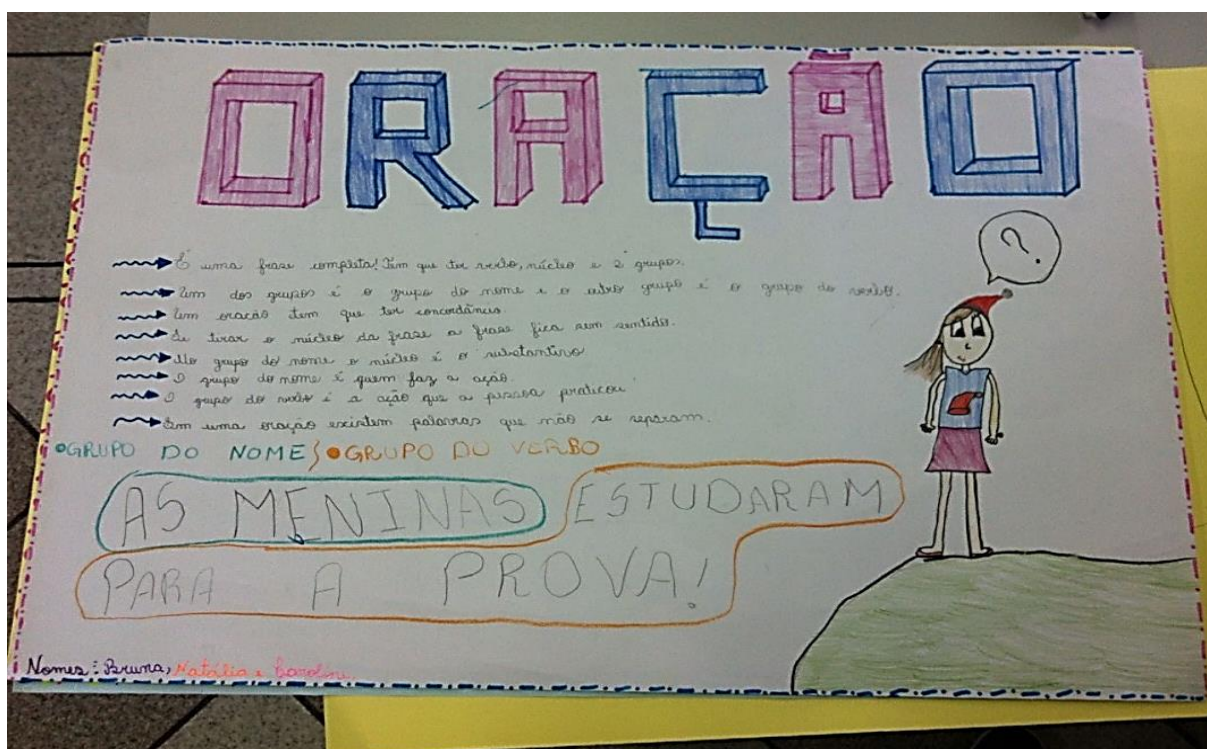 ORAÇÃO
?
É uma frase completa! Tem que ter verbo, núcleo e 2 grupos.
Um dos grupos é o grupo do nome e o outro grupo é o grupo do verbo.
Uma oracão tem que ter concordância.
Se tirar o núcleo da frase a frase fica sem sentido.
No grupo do nome o núcleo é o substantivo
O grupo do nome é quem faz a ação.
O grupo do verbo é a ação que a pessoa praticou.
Em uma oração existem palavras que não se separam.
•GRUPO DO NOME/•GRUPO DO VERBO
AS MENINAS ESTUDARAM
PARA A PROVA!
Nomes: Bruna, Natália e